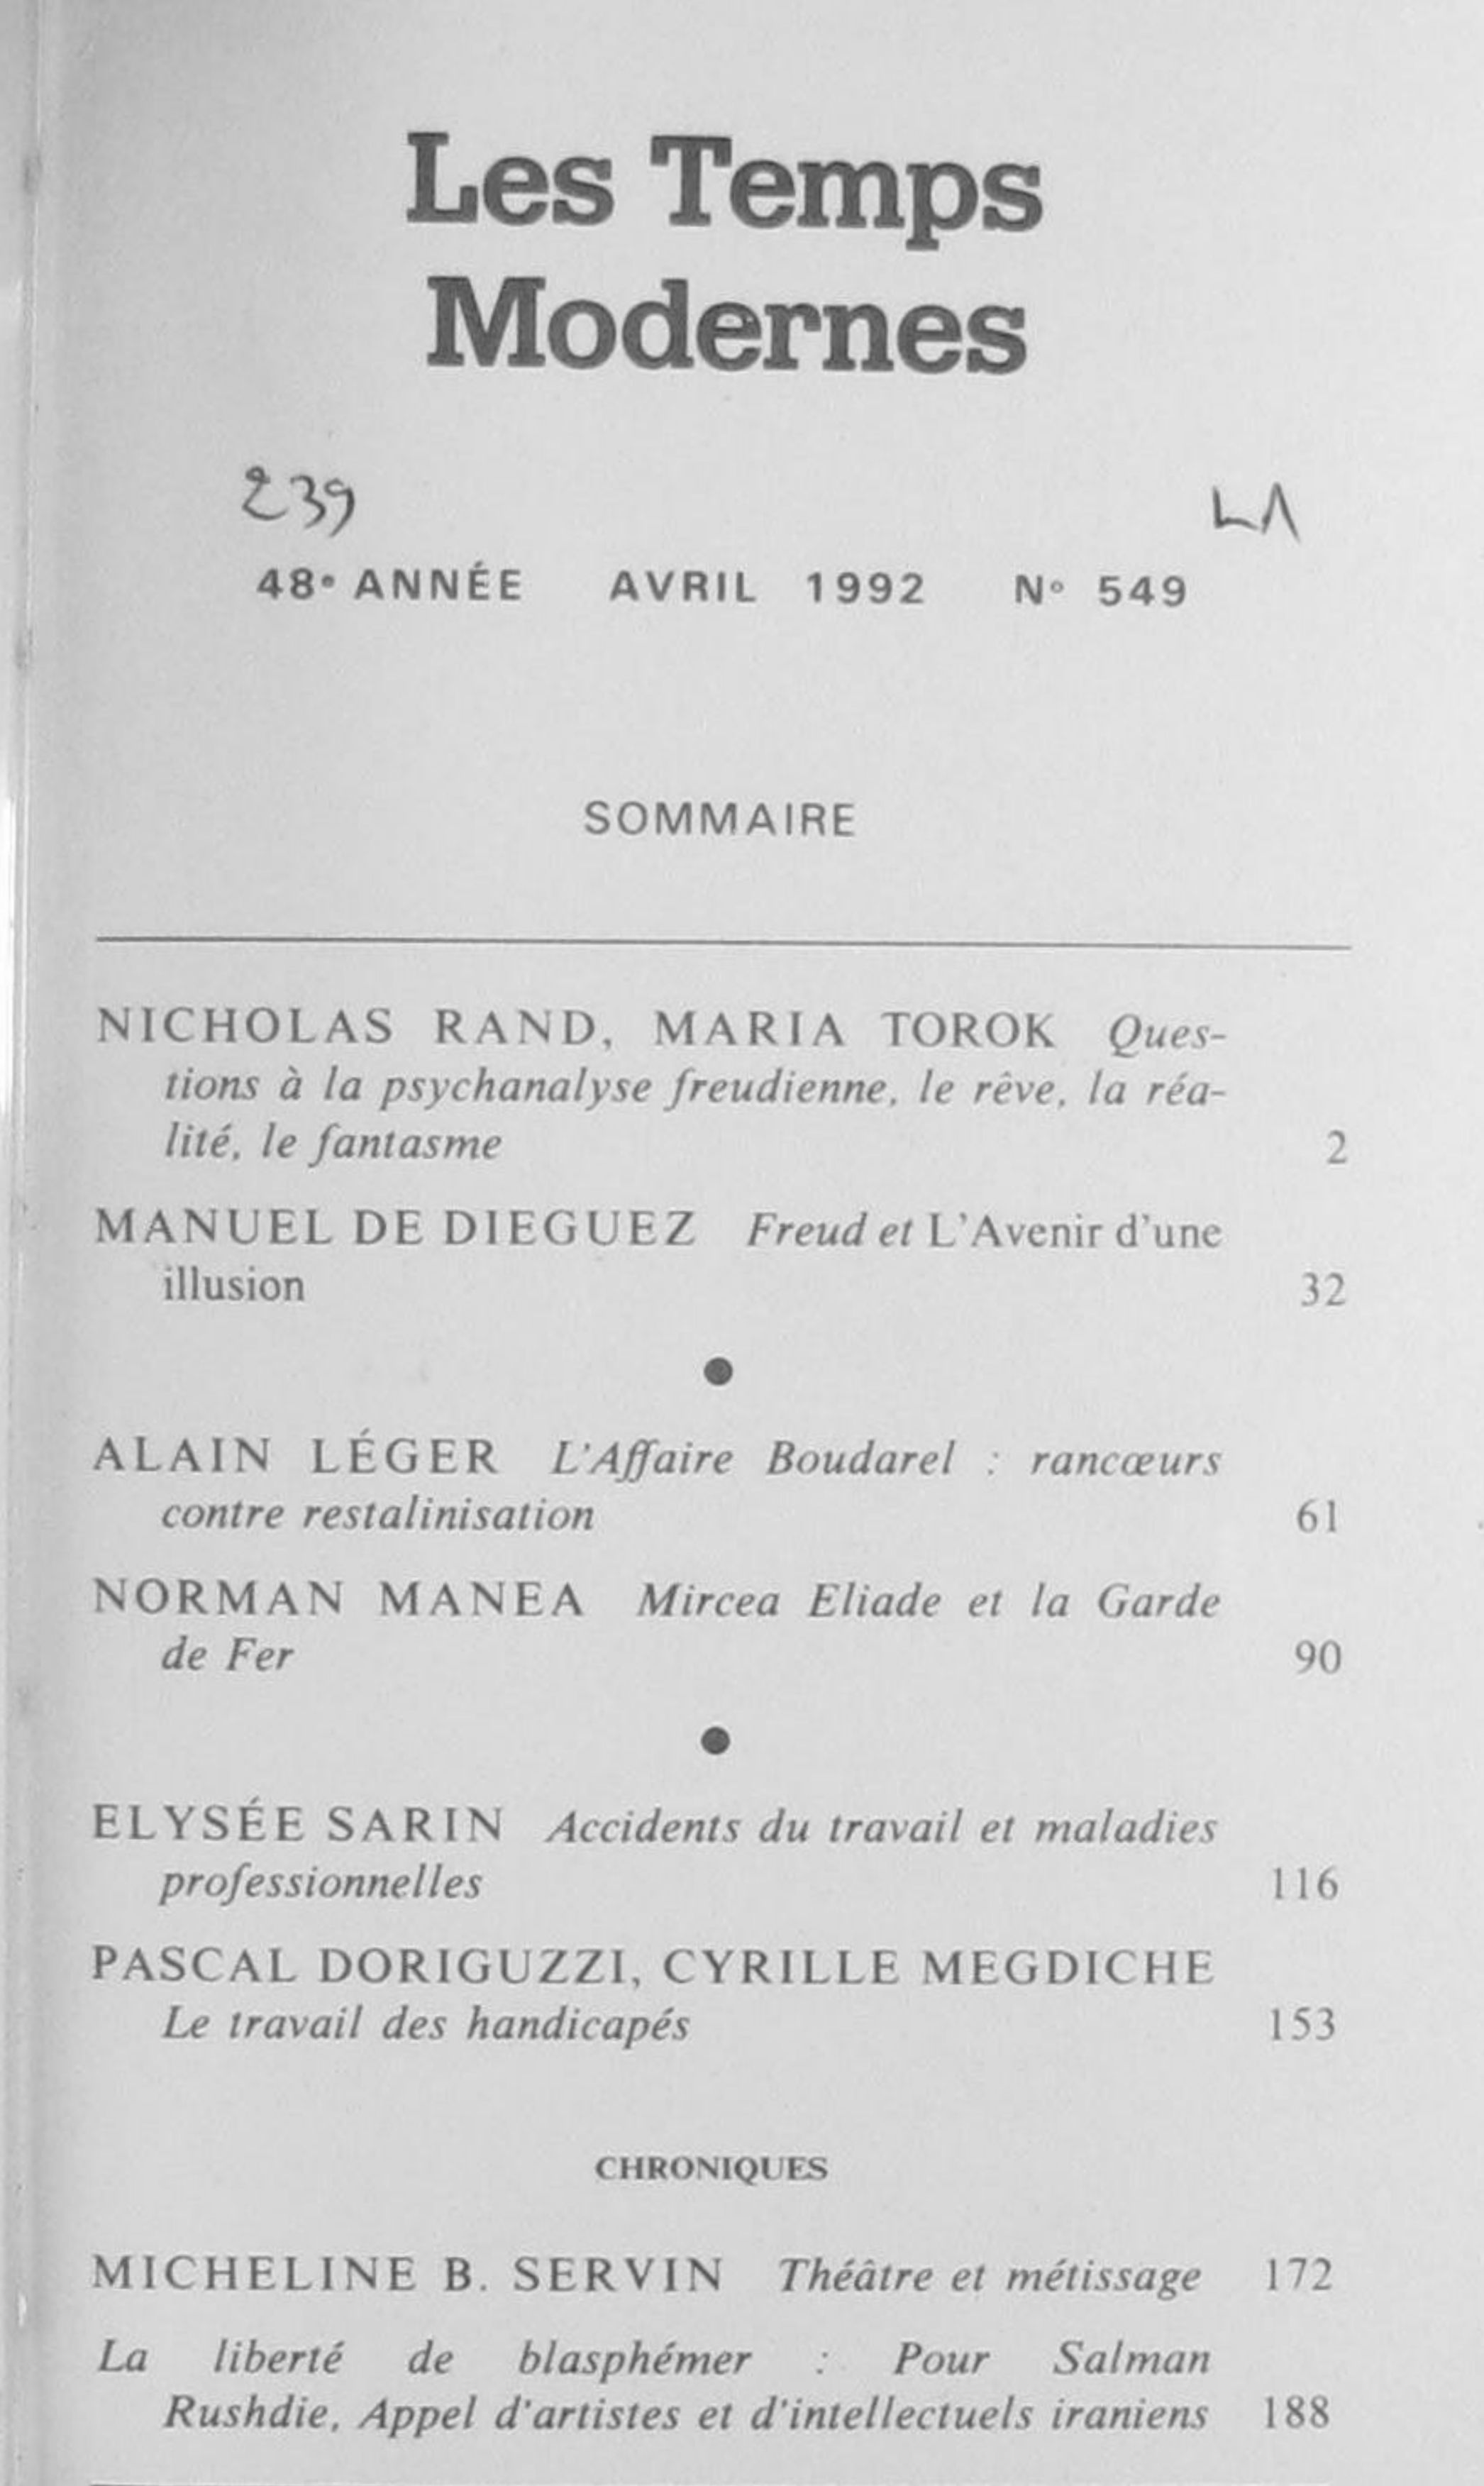 Les Temps
Modernes
239
48e ANNÉE AVRIL 1992 N° 549
SOMMAIRE
NICHOLAS RAND, MARIA TOROK Ques-
tions à la psychanalyse freudienne, le rêve, la réa-
lité, le fantasme 2
MANUEL DE DIEGUEZ Freud et L'Avenir d'une
illusion 32
●
ALAIN LÉGER L'Affaire Boudarel : rancœurs
contre restalinisation 61
NORMAN MANEA Mircea Eliade et la Garde
de Fer 90
●
ELYSÉE SARIN Accidents du travail et maladies
professionnelles 116
PASCAL DORIGUZZI, CYRILLE MEGDICHE
Le travail des handicapés 153
CHRONIQUES
MICHELINE B. SERVIN Théâtre et métissage 172
La liberté de blasphémer : Pour Salman
Rushdie, Appel d'artistes et d'intellectuels iraniens 188